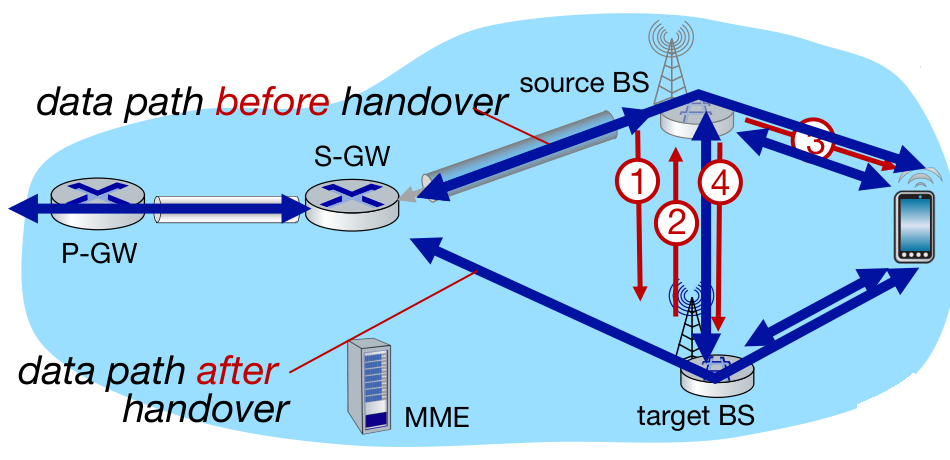 source BS
data path before handover
S-GW
P-GW
1
2
3
4
data path after
handover
MME
target BS